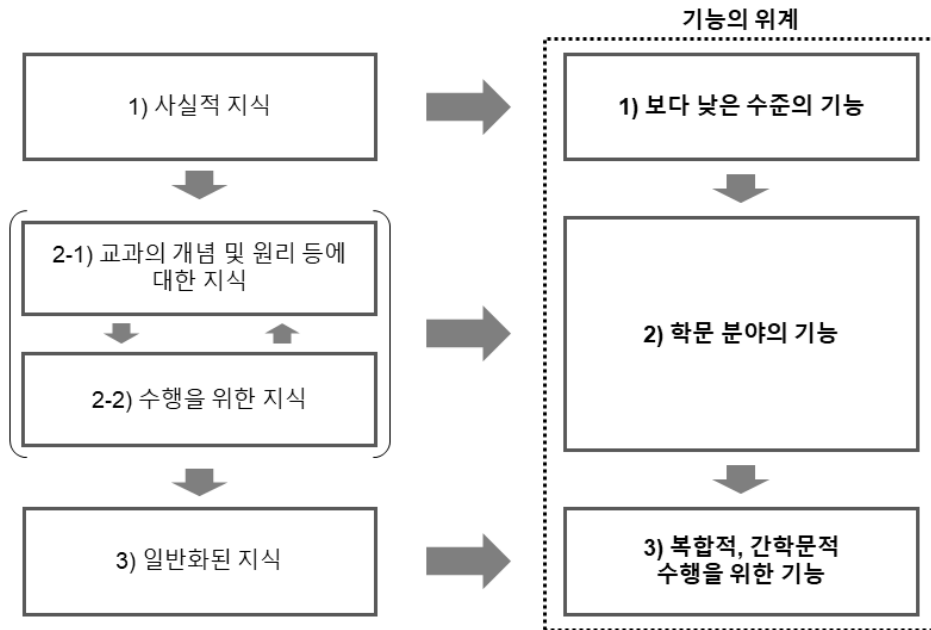 기능의 위계
1) 사실적 지식
1) 보다 낮은 수준의 기능
2-1) 교과의 개념 및 원리 등에
대한 지식
2-2) 수행을 위한 지식
2) 학문 분야의 기능
3) 일반화된 지식
3) 복합적, 간학문적
수행을 위한 기능